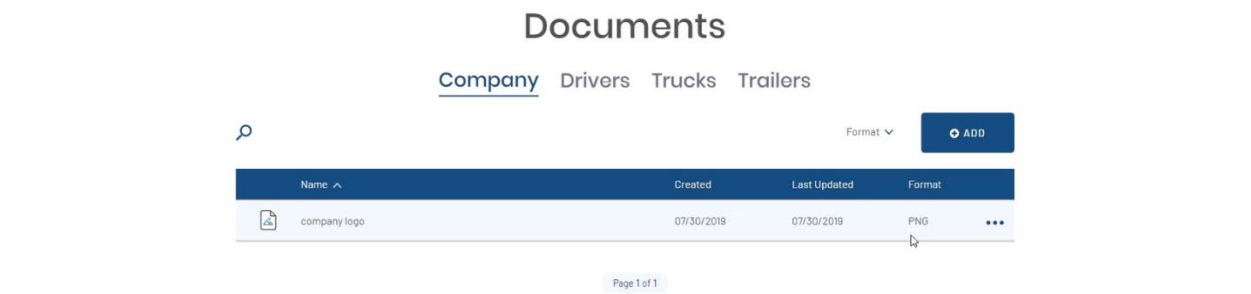 Documents
Company Drivers Trucks Trailers
Format ADD
Name Created Last Updated Format
company logo 07/30/2019 07/30/2019 PNG
Page 1 of 1